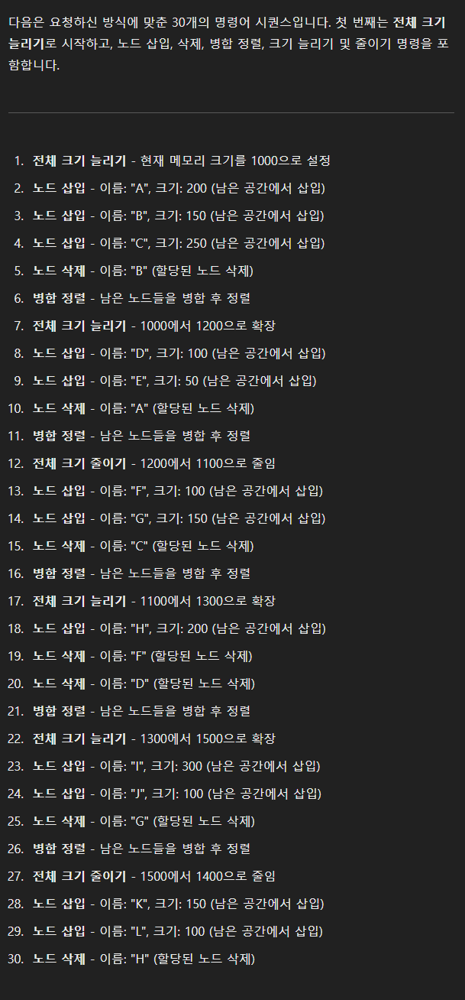 다음은 요청하신 방식에 맞춘 30개의 명령어 시퀀스입니다. 첫 번째는 전체 크기
늘리기로 시작하고, 노드 삽입, 삭제, 병합 정렬, 크기 늘리기 및 줄이기 명령을 포
함합니다.
1. 전체 크기 늘리기 - 현재 메모리 크기를 1000으로 설정
2. 노드 삽입 - 이름: "A", 크기: 200 (남은 공간에서 삽입)
3. 노드 삽입 - 이름: "B", 크기: 150 (남은 공간에서 삽입)
4. 노드 삽입 - 이름: "C", 크기: 250 (남은 공간에서 삽입)
5. 노드 삭제 - 이름: "B" (할당된 노드 삭제)
6. 병합 정렬 - 남은 노드들을 병합 후 정렬
7. 전체 크기 늘리기 - 1000에서 1200으로 확장
8. 노드 삽입 - 이름: "D", 크기: 100 (남은 공간에서 삽입)
9. 노드 삽입 - 이름: "E", 크기: 50 (남은 공간에서 삽입)
10. 노드 삭제 - 이름: "A" (할당된 노드 삭제)
11. 병합 정렬 - 남은 노드들을 병합 후 정렬
12. 전체 크기 줄이기 - 1200에서 1100으로 줄임
13. 노드 삽입 - 이름: "F", 크기: 100 (남은 공간에서 삽입)
14. 노드 삽입 - 이름: "G", 크기: 150 (남은 공간에서 삽입)
15. 노드 삭제 - 이름: "C" (할당된 노드 삭제)
16. 병합 정렬 - 남은 노드들을 병합 후 정렬
17. 전체 크기 늘리기 - 1100에서 1300으로 확장
18. 노드 삽입 - 이름: "H", 크기: 200 (남은 공간에서 삽입)
19. 노드 삭제 - 이름: "F" (할당된 노드 삭제)
20. 노드 삭제 - 이름: "D" (할당된 노드 삭제)
21. 병합 정렬 - 남은 노드들을 병합 후 정렬
22. 전체 크기 늘리기 - 1300에서 1500으로 확장
23. 노드 삽입 - 이름: "I", 크기: 300 (남은 공간에서 삽입)
24. 노드 삽입 - 이름: "J", 크기: 100 (남은 공간에서 삽입)
25. 노드 삭제 - 이름: "G" (할당된 노드 삭제)
26. 병합 정렬 - 남은 노드들을 병합 후 정렬
27. 전체 크기 줄이기 - 1500에서 1400으로 줄임
28. 노드 삽입 - 이름: "K", 크기: 150 (남은 공간에서 삽입)
29. 노드 삽입 - 이름: "L", 크기: 100 (남은 공간에서 삽입)
30. 노드 삭제 - 이름: "H" (할당된 노드 삭제)